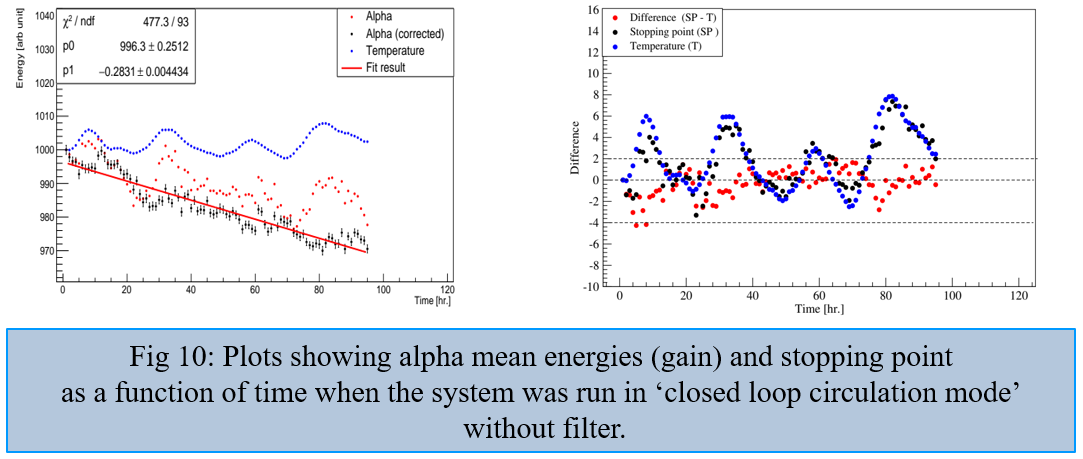 1040
1030
1020
1010
1000
990
980
970
Energy [arb unit]
χ² / ndf 477.3 / 93
p0 996.3 ± 0.2512
p1 −0.2831 ± 0.004434
Alpha
Alpha (corrected)
Temperature
Fit result
0 20 40 60 80 100 120
Time [hr.]
16
14
12
10
8
6
4
2
0
-2
-4
-6
-8
-10
Difference
Difference (SP - T)
Stopping point (SP )
Temperature (T)
0 20 40 60 80 100 120
Time [hr.]
Fig 10: Plots showing alpha mean energies (gain) and stopping point
as a function of time when the system was run in ‘closed loop circulation mode’
without filter.